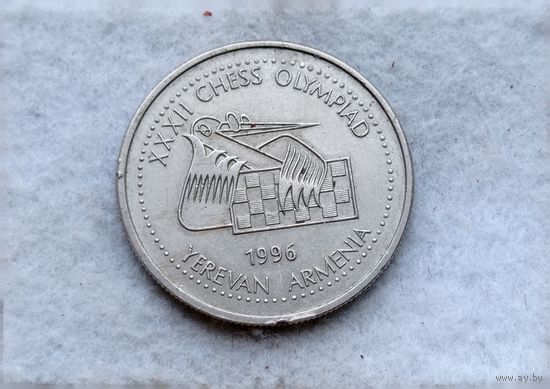 XXXII CHESS OLYMPIAD
1996
YEREVAN ARMENIA
www.ay.by